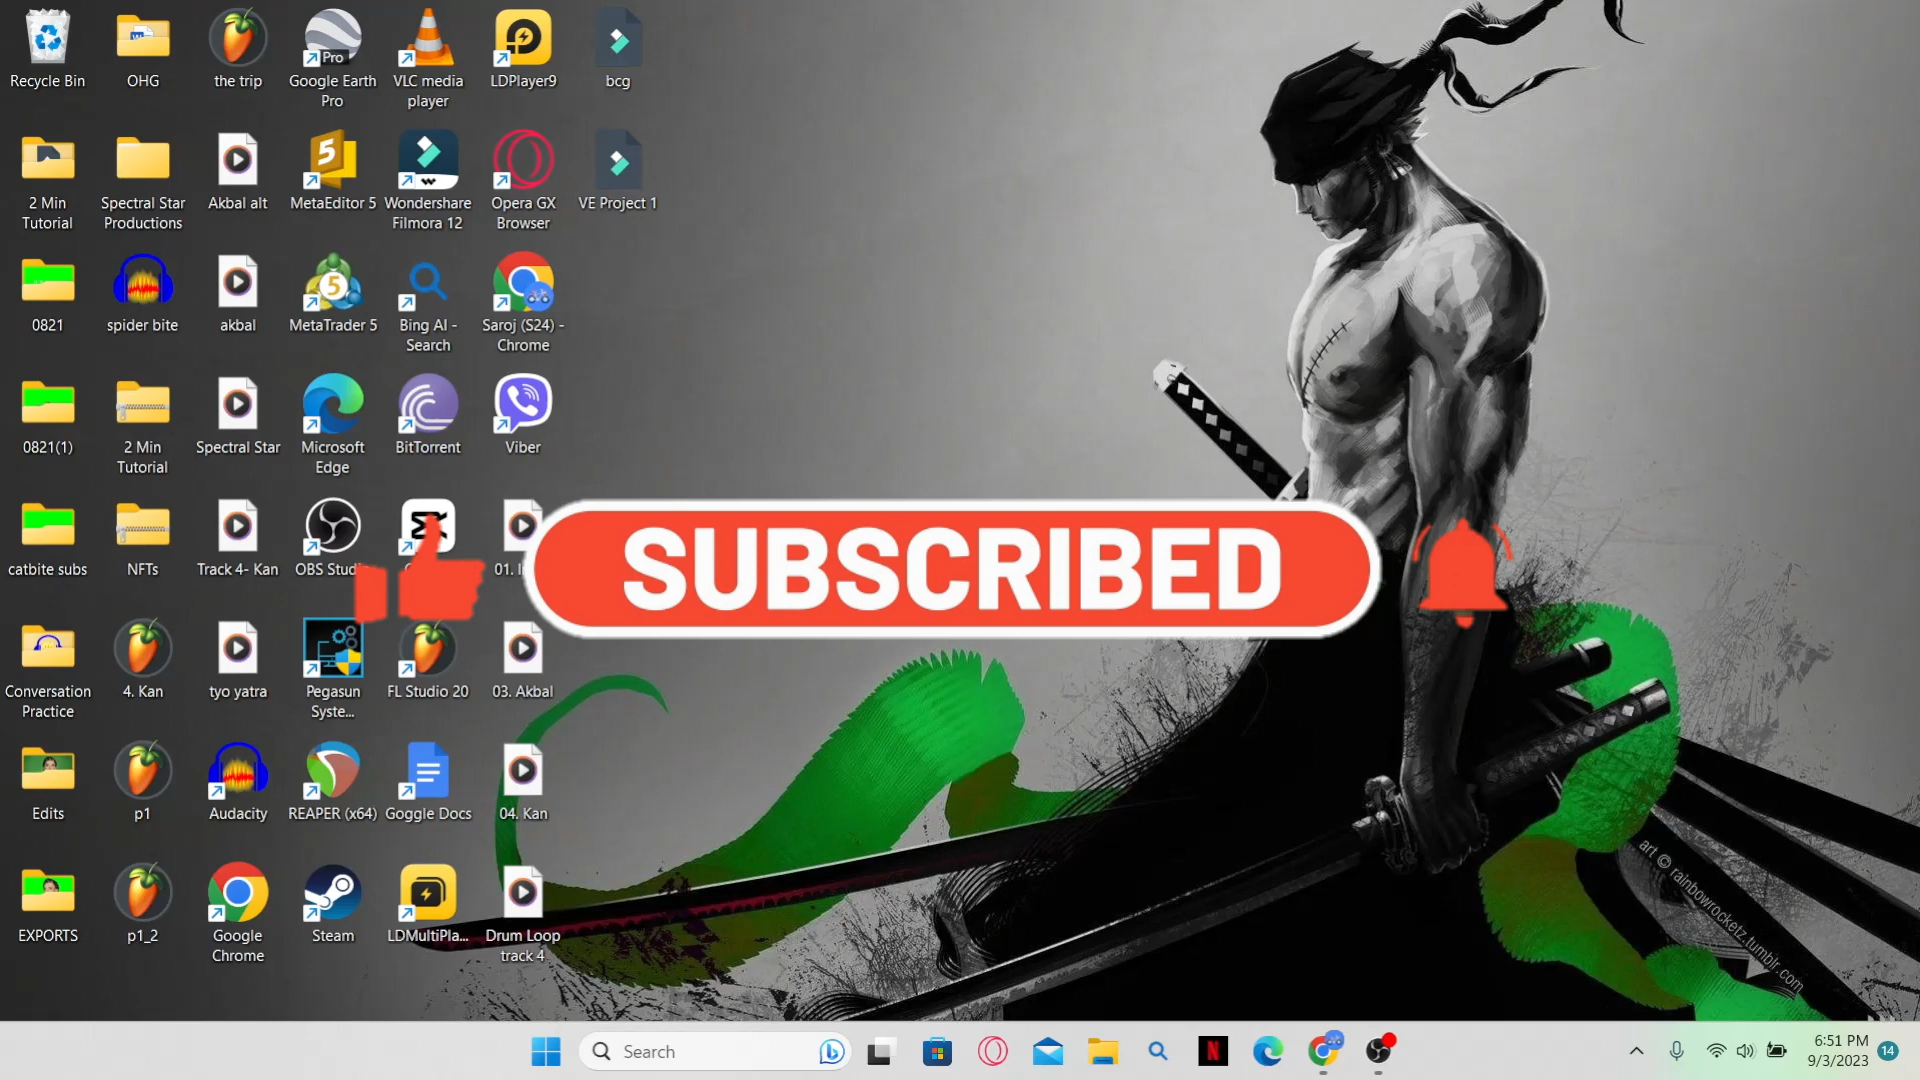 Recycle Bin
OHG
the trip
Pro
Google Earth
Pro
VLC media
player
LDPlayer9
bcg
2 Min
Tutorial
Spectral Star
Productions
Akbal alt
5
MetaEditor 5
Wondershare
Filmora 12
Opera GX
Browser
VE Project 1
0821
spider bite
akbal
5
MetaTrader 5
Bing AI -
Search
Saroj (S24) -
Chrome
0821(1)
2 Min
Tutorial
Spectral Star
Microsoft
Edge
BitTorrent
Viber
catbite subs
NFTs
Track 4- Kan
OBS Studi
SUBSCRIBED
Conversation
Practice
4. Kan
tyo yatra
Pegasun
Syste...
FL Studio 20
03. Akbal
Edits
p1
Audacity
REAPER (x64)
Goggle Docs
04. Kan
EXPORTS
p1_2
Google
Chrome
Steam
LDMultiPla...
Drum Loop
track 4
art © rainbowrocketz.tumblr.com
Search
N
6:51 PM
9/3/2023
14